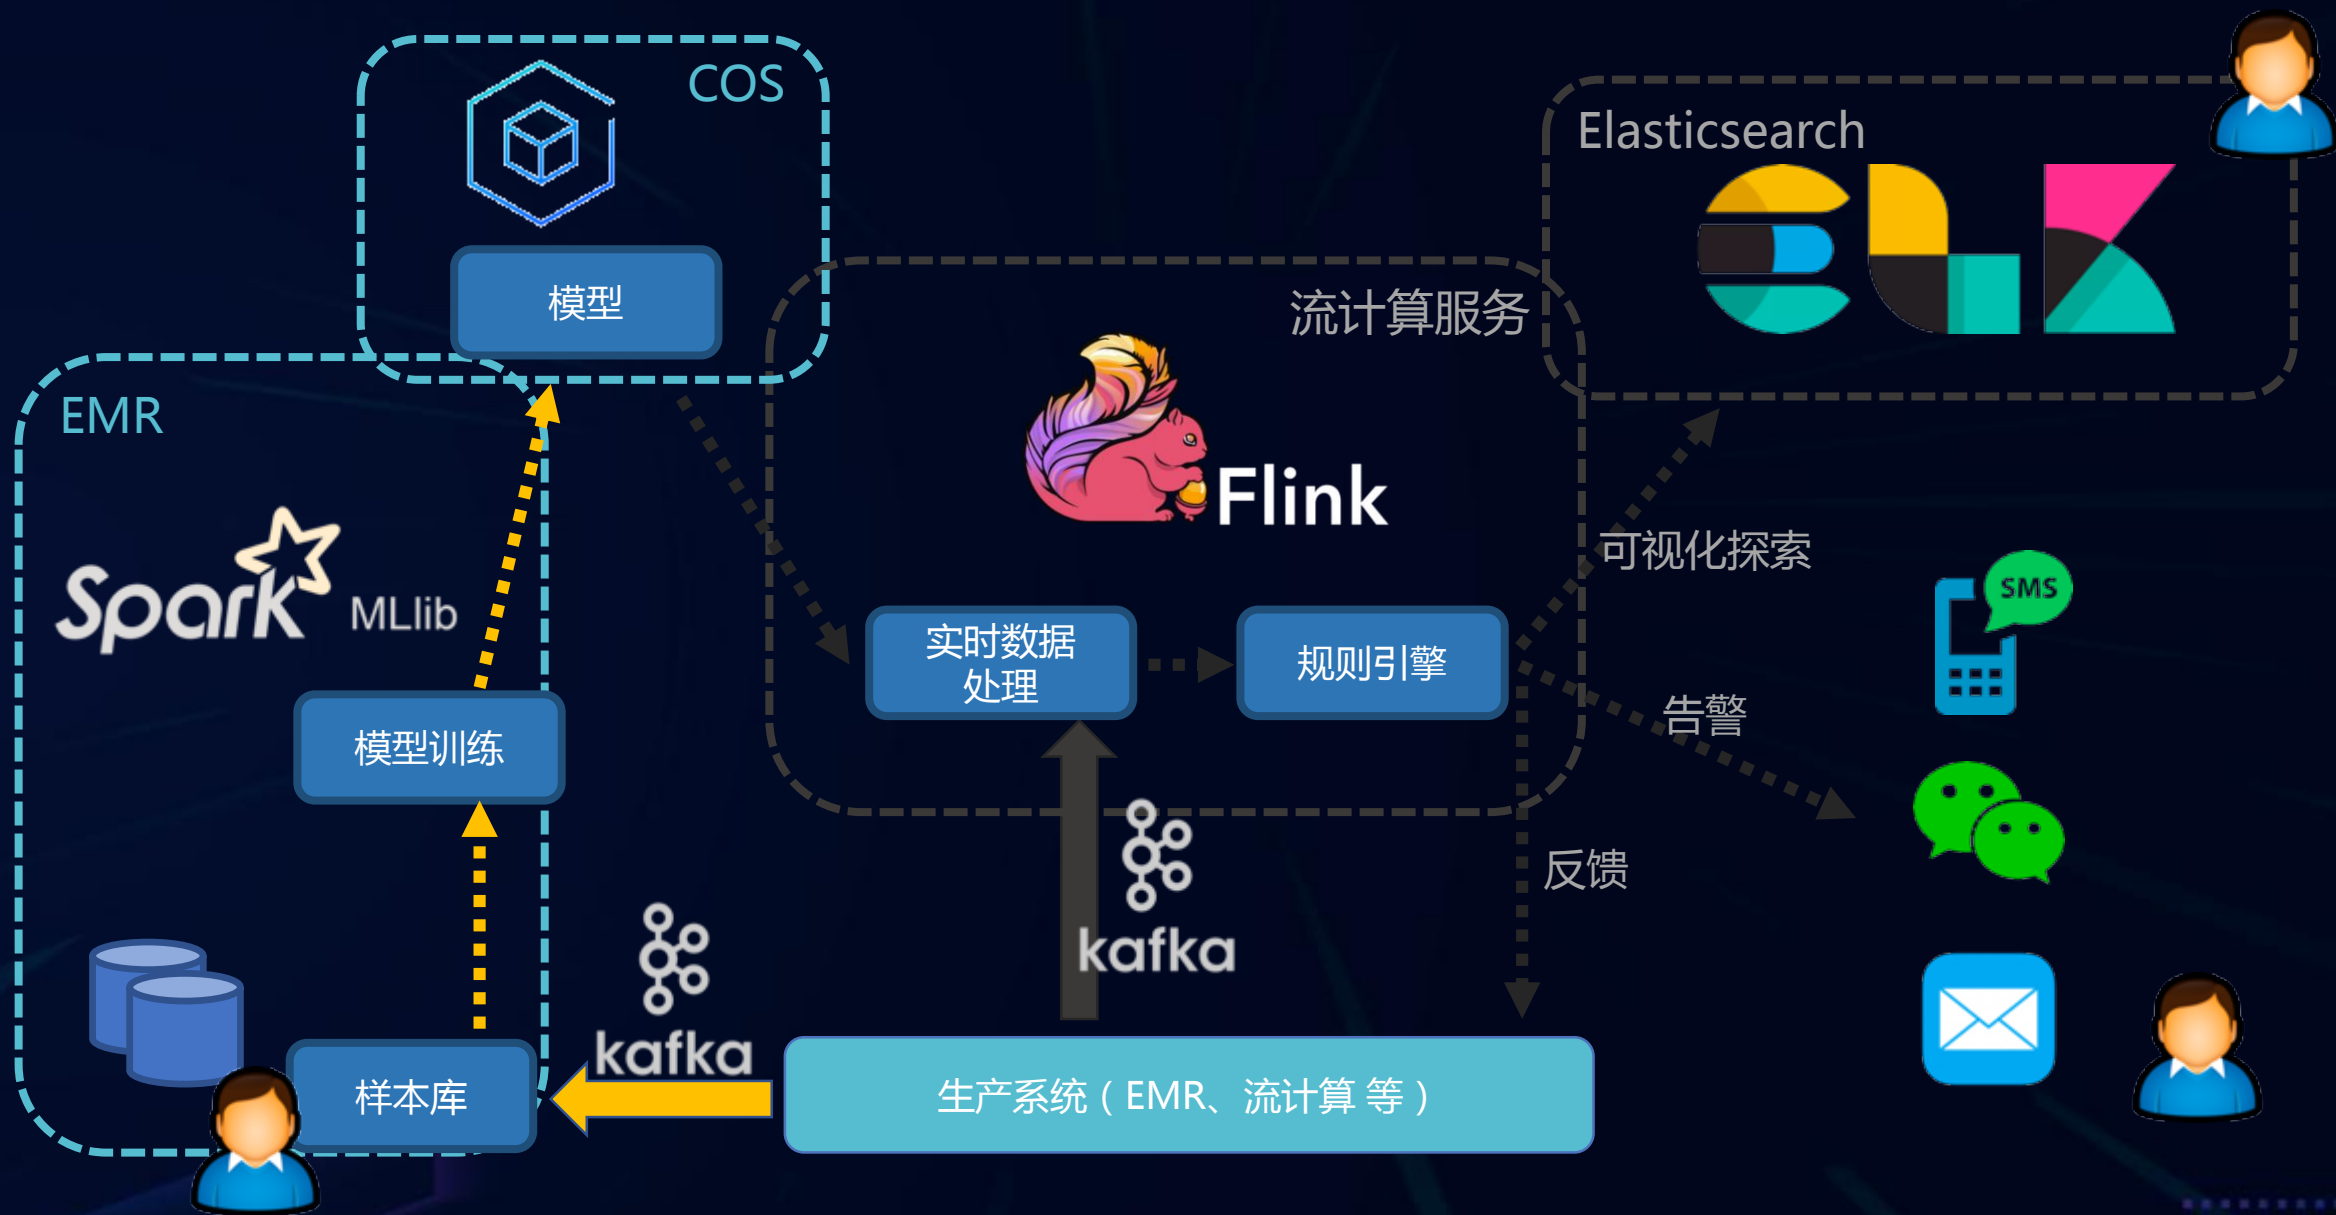 COS
模型
EMR
Spark MLlib
模型训练
样本库
kafka
流计算服务
Flink
实时数据
处理
规则引擎
kafka
生产系统（EMR、流计算 等）
Elasticsearch
可视化探索
告警
反馈
SMS